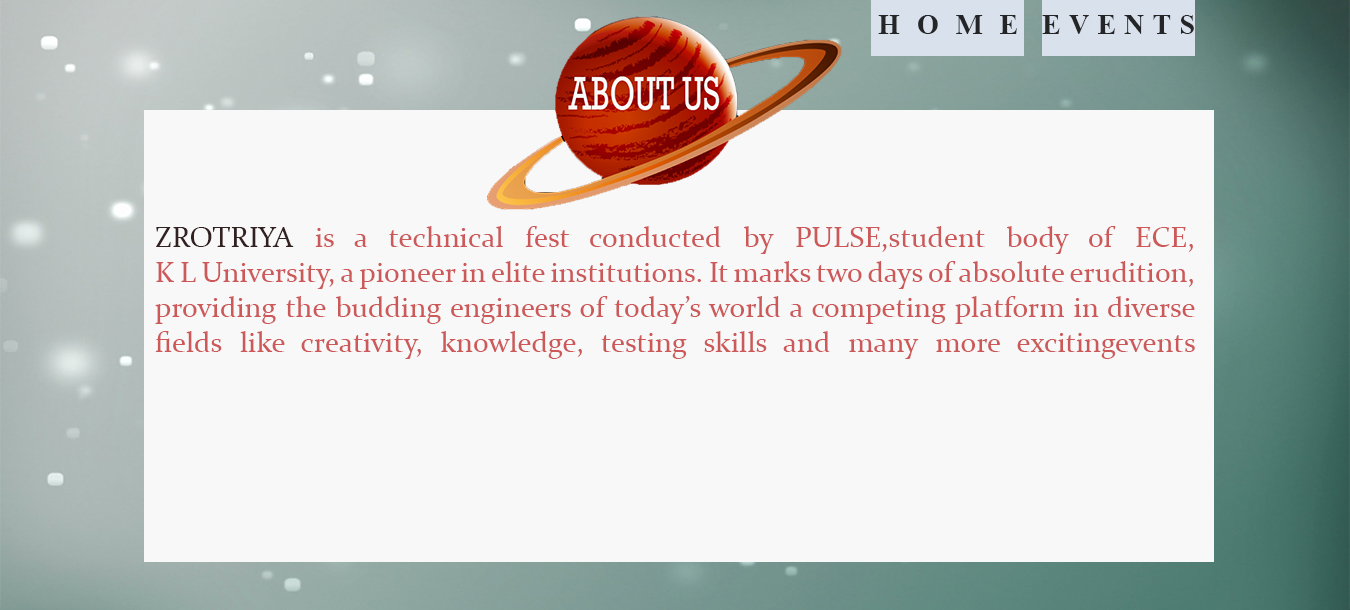 HOME EVENTS
ABOUT US
ZROTRIYA is a technical fest conducted by PULSE,student body of ECE,
K L University, a pioneer in elite institutions. It marks two days of absolute erudition,
providing the budding engineers of today’s world a competing platform in diverse
fields like creativity, knowledge, testing skills and many more excitingevents